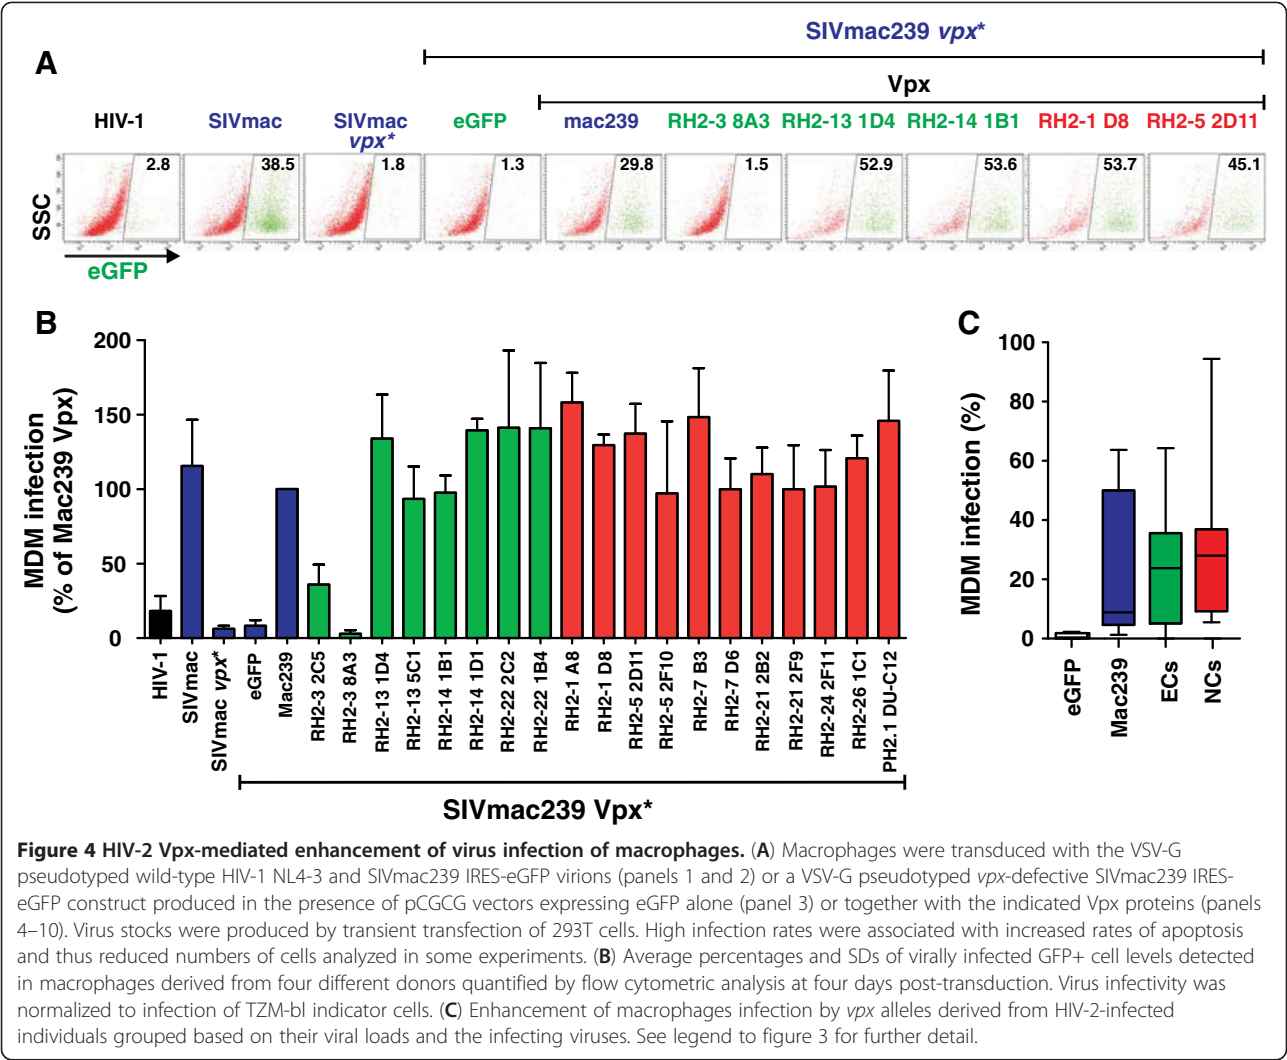 SIVmac239 vpx*
A
Vpx
HIV-1 SIVmac SIVmac vpx* eGFP mac239 RH2-3 8A3 RH2-13 1D4 RH2-14 1B1 RH2-1 D8 RH2-5 2D11
2.8 38.5 1.8 1.3 29.8 1.5 52.9 53.6 53.7 45.1
SSC
eGFP
B
MDM infection
(% of Mac239 Vpx)
200
150
100
50
0
HIV-1
SIVmac
SIVmac vpx*
eGFP
Mac239
RH2-3 2C5
RH2-3 8A3
RH2-13 1D4
RH2-13 5C1
RH2-14 1B1
RH2-14 1D1
RH2-22 2C2
RH2-22 1B4
RH2-1 A8
RH2-1 D8
RH2-5 2D11
RH2-5 2F10
RH2-7 B3
RH2-7 D6
RH2-21 2B2
RH2-21 2F9
RH2-24 2F11
RH2-26 1C1
PH2.1 DU-C12
SIVmac239 Vpx*
C
MDM infection (%)
100
80
60
40
20
0
eGFP
Mac239
ECs
NCs
Figure 4 HIV-2 Vpx-mediated enhancement of virus infection of macrophages. (A) Macrophages were transduced with the VSV-G
pseudotyped wild-type HIV-1 NL4-3 and SIVmac239 IRES-eGFP virions (panels 1 and 2) or a VSV-G pseudotyped vpx-defective SIVmac239 IRES-
eGFP construct produced in the presence of pCGCG vectors expressing eGFP alone (panel 3) or together with the indicated Vpx proteins (panels
4–10). Virus stocks were produced by transient transfection of 293T cells. High infection rates were associated with increased rates of apoptosis
and thus reduced numbers of cells analyzed in some experiments. (B) Average percentages and SDs of virally infected GFP+ cell levels detected
in macrophages derived from four different donors quantified by flow cytometric analysis at four days post-transduction. Virus infectivity was
normalized to infection of TZM-bl indicator cells. (C) Enhancement of macrophages infection by vpx alleles derived from HIV-2-infected
individuals grouped based on their viral loads and the infecting viruses. See legend to figure 3 for further detail.